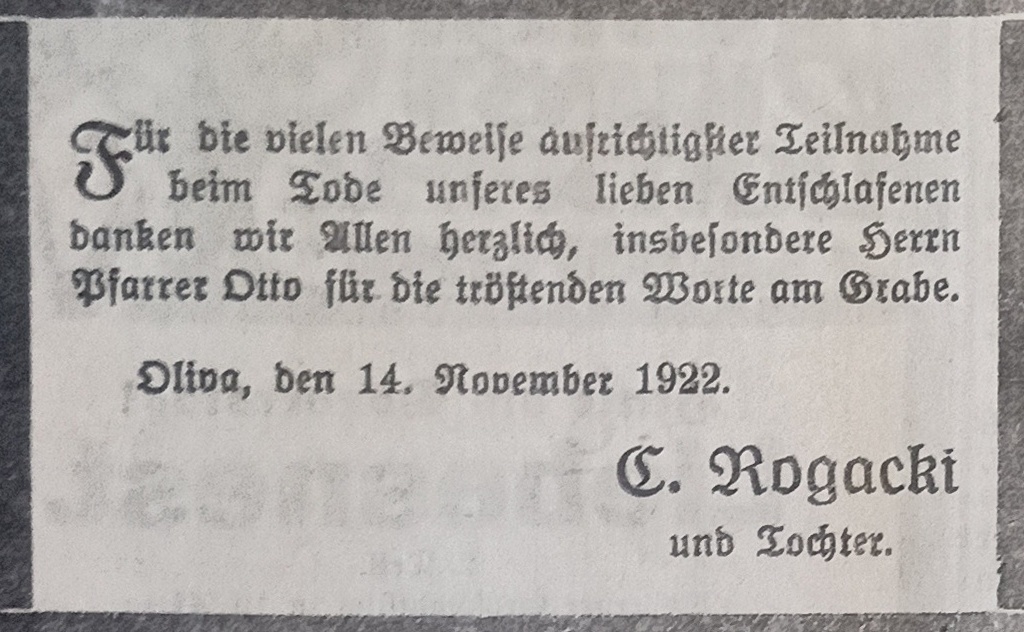 Für die vielen Beweiſe aufrichtigſter Teilnahme
beim Tode unſeres lieben Entſchlafenen
danken wir Allen herzlich, insbeſondere Herrn
Pfarrer Otto für die tröſtenden Worte am Grabe.
Oliva, den 14. November 1922.
C. Rogacki
und Tochter.